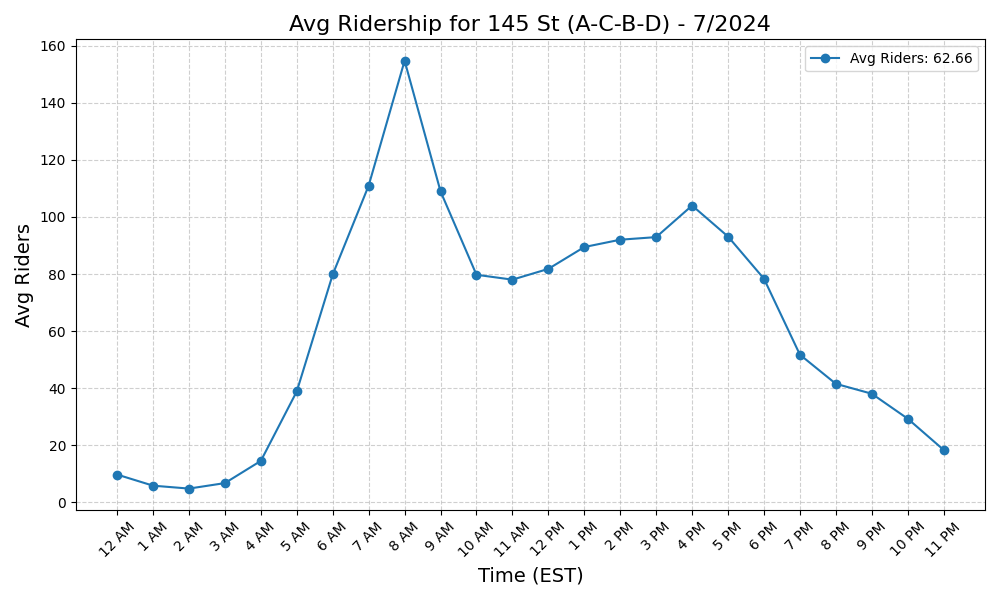 Avg Ridership for 145 St (A-C-B-D) - 7/2024
Avg Riders: 62.66
Avg Riders
160
140
120
100
80
60
40
20
0
12 AM
1 AM
2 AM
3 AM
4 AM
5 AM
6 AM
7 AM
8 AM
9 AM
10 AM
11 AM
12 PM
1 PM
2 PM
3 PM
4 PM
5 PM
6 PM
7 PM
8 PM
9 PM
10 PM
11 PM
Time (EST)